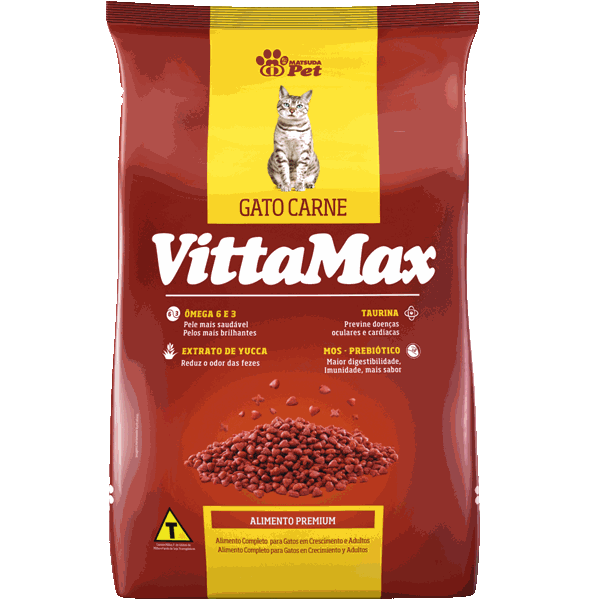 MATSUDA
Pet
GATO CARNE
VittaMax
ÔMEGA 6 E 3
Pele mais saudável
Pelos mais brilhantes
TAURINA
Previne doenças
oculares e cardíacas
EXTRATO DE YUCCA
Reduz o odor das fezes
MOS - PREBIÓTICO
Maior digestibilidade,
Imunidade, mais sabor
T
ALIMENTO PREMIUM
Alimento Completo para Gatos em Crescimento e Adultos
Alimento Completo para Gatos en Crecimiento y Adultos